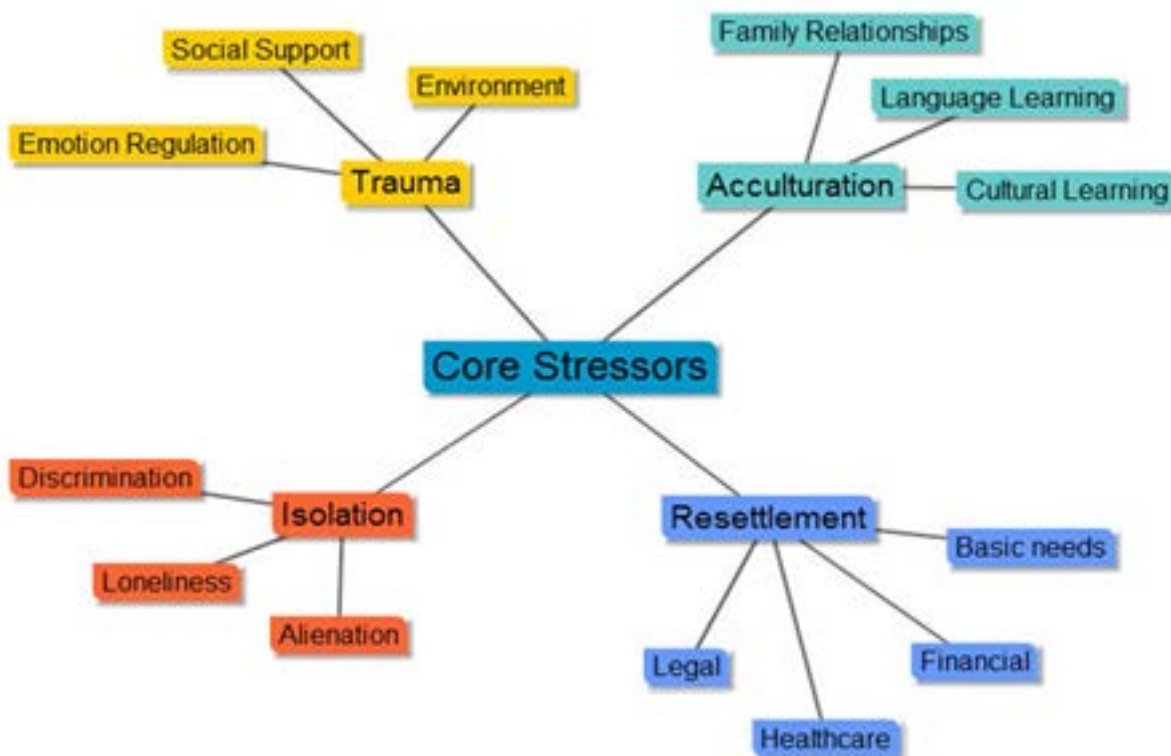 Family Relationships
Social Support
Environment
Language Learning
Emotion Regulation
Trauma
Acculturation
Cultural Learning
Core Stressors
Discrimination
Isolation
Resettlement
Basic needs
Loneliness
Alienation
Legal
Financial
Healthcare